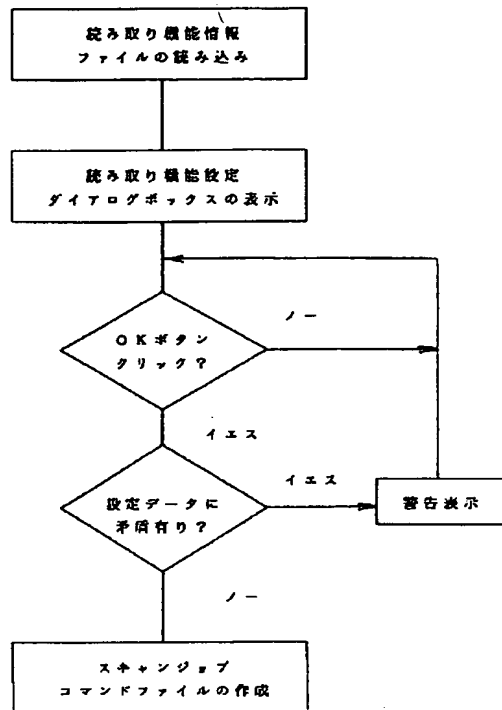 読み取り機能情報
ファイルの読み込み
読み取り機能設定
ダイアログボックスの表示
OKボタン
クリック？
ノー
イエス
設定データに
矛盾有り？
イエス
警告表示
ノー
スキャンジョブ
コマンドファイルの作成